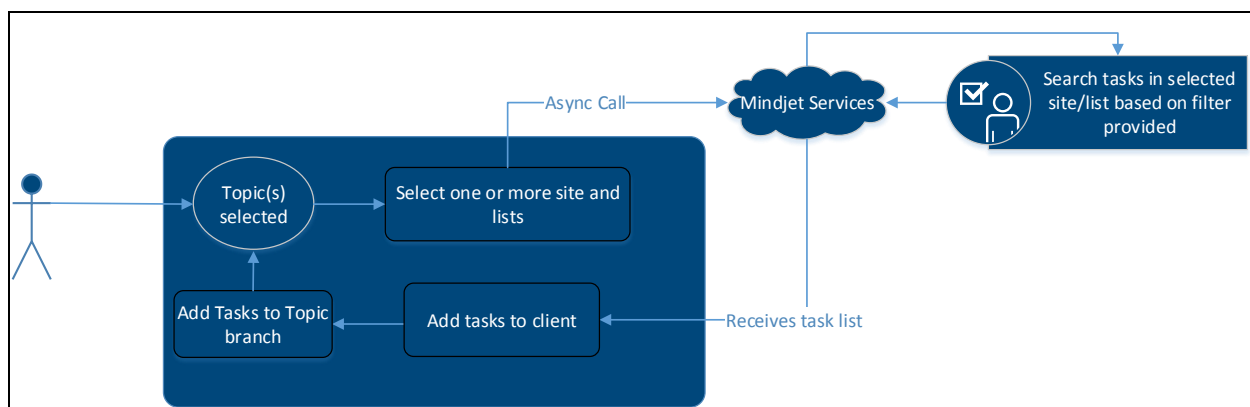 Async Call
Mindjet Services
Search tasks in selected
site/list based on filter
provided
Topic(s)
selected
Select one or more site and
lists
Add Tasks to Topic
branch
Add tasks to client
Receives task list